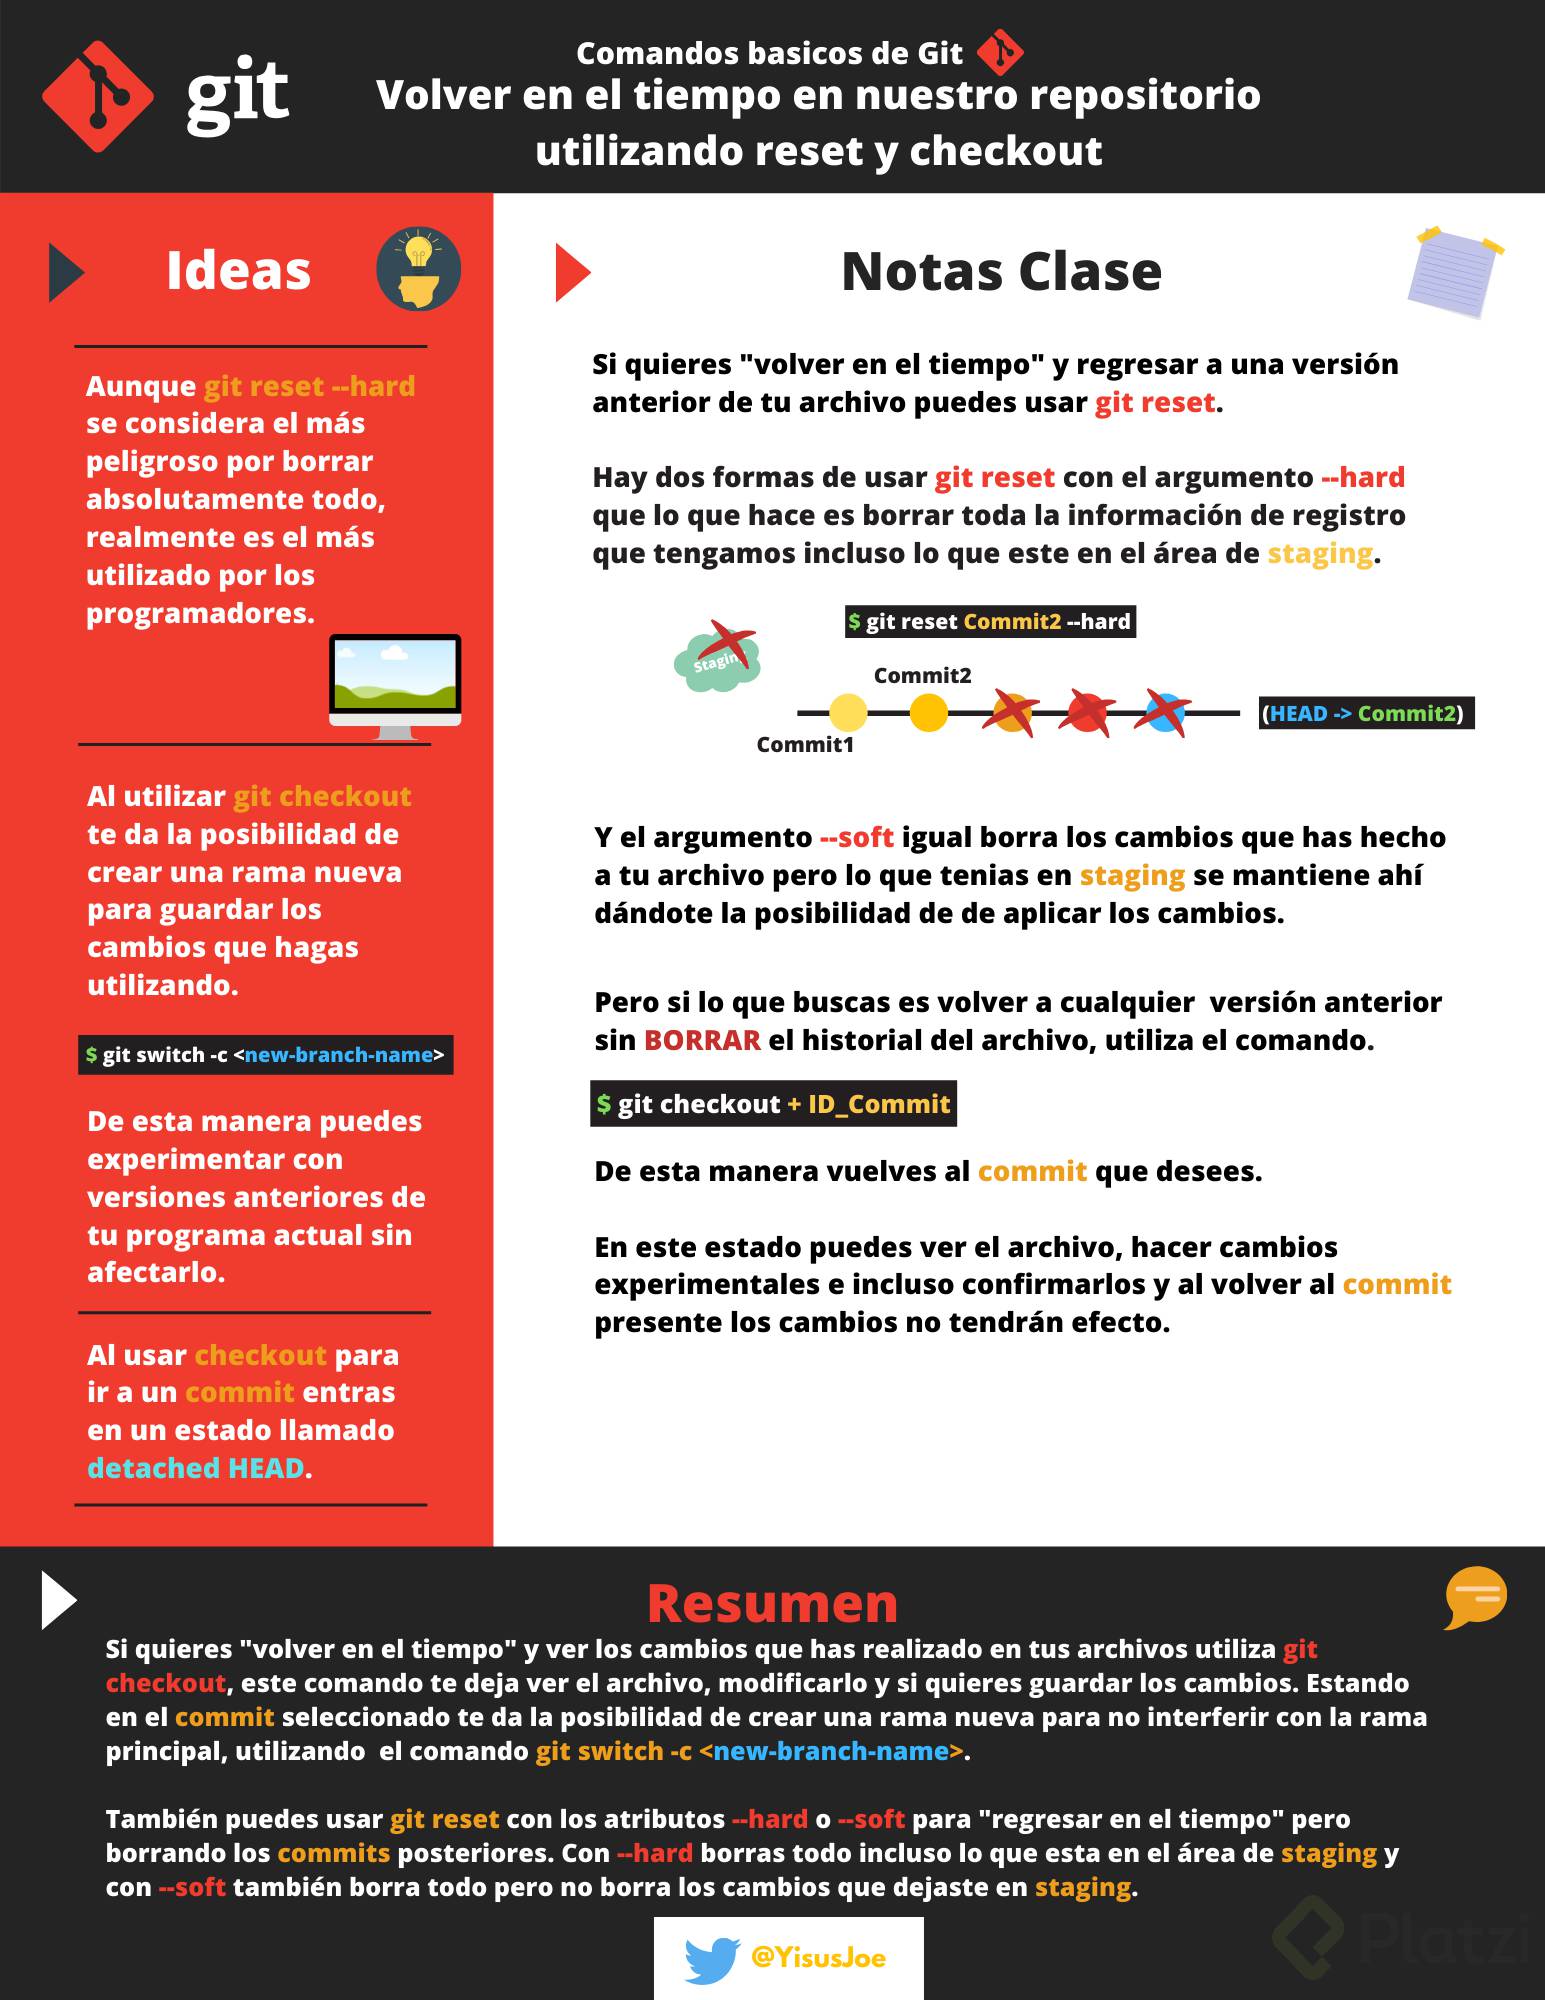 git
Comandos basicos de Git
Volver en el tiempo en nuestro repositorio
utilizando reset y checkout
Ideas
Aunque git reset --hard
se considera el más
peligroso por borrar
absolutamente todo,
realmente es el más
utilizado por los
programadores.
Al utilizar git checkout
te da la posibilidad de
crear una rama nueva
para guardar los
cambios que hagas
utilizando.
$ git switch -c <new-branch-name>
De esta manera puedes
experimentar con
versiones anteriores de
tu programa actual sin
afectarlo.
Al usar checkout para
ir a un commit entras
en un estado llamado
detached HEAD.
Notas Clase
Si quieres "volver en el tiempo" y regresar a una versión
anterior de tu archivo puedes usar git reset.
Hay dos formas de usar git reset con el argumento --hard
que lo que hace es borrar toda la información de registro
que tengamos incluso lo que este en el área de staging.
$ git reset Commit2 --hard
Staging
Commit2
(HEAD -> Commit2)
Commit1
Y el argumento --soft igual borra los cambios que has hecho
a tu archivo pero lo que tenias en staging se mantiene ahí
dándote la posibilidad de de aplicar los cambios.
Pero si lo que buscas es volver a cualquier  versión anterior
sin BORRAR el historial del archivo, utiliza el comando.
$ git checkout + ID_Commit
De esta manera vuelves al commit que desees.
En este estado puedes ver el archivo, hacer cambios
experimentales e incluso confirmarlos y al volver al commit
presente los cambios no tendrán efecto.
Resumen
Si quieres "volver en el tiempo" y ver los cambios que has realizado en tus archivos utiliza git
checkout, este comando te deja ver el archivo, modificarlo y si quieres guardar los cambios. Estando
en el commit seleccionado te da la posibilidad de crear una rama nueva para no interferir con la rama
principal, utilizando  el comando git switch -c <new-branch-name>.
También puedes usar git reset con los atributos --hard o --soft para "regresar en el tiempo" pero
borrando los commits posteriores. Con --hard borras todo incluso lo que esta en el área de staging y
con --soft también borra todo pero no borra los cambios que dejaste en staging.
@YisusJoe
Platzi